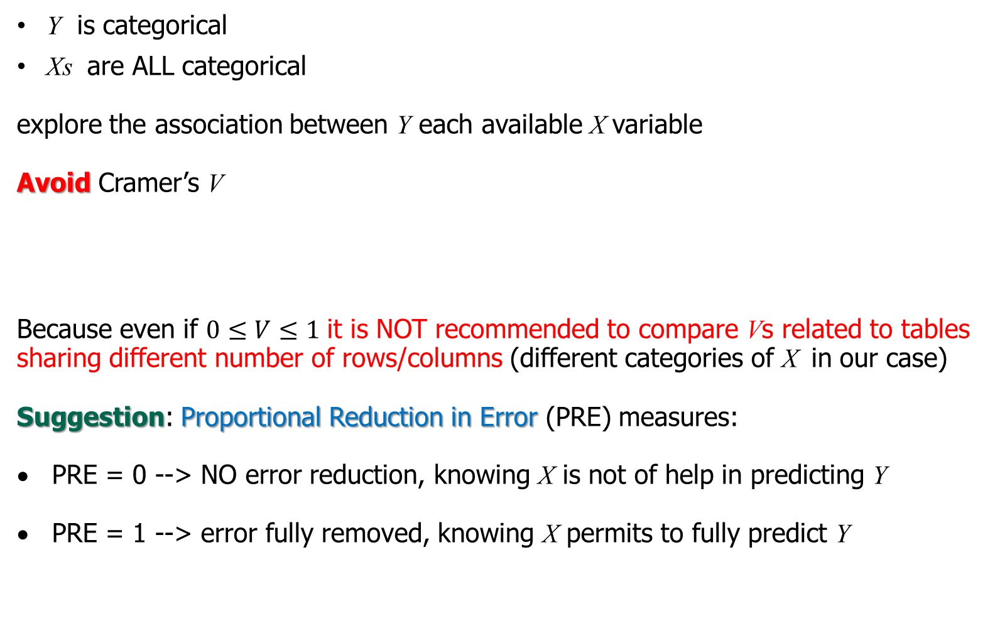 • Y is categorical
• Xs are ALL categorical
explore the association between Y each available X variable
Avoid Cramer’s V
Because even if 0 ≤ V ≤ 1 it is NOT recommended to compare Vs related to tables
sharing different number of rows/columns (different categories of X in our case)
Suggestion: Proportional Reduction in Error (PRE) measures:
• PRE = 0 --> NO error reduction, knowing X is not of help in predicting Y
• PRE = 1 --> error fully removed, knowing X permits to fully predict Y